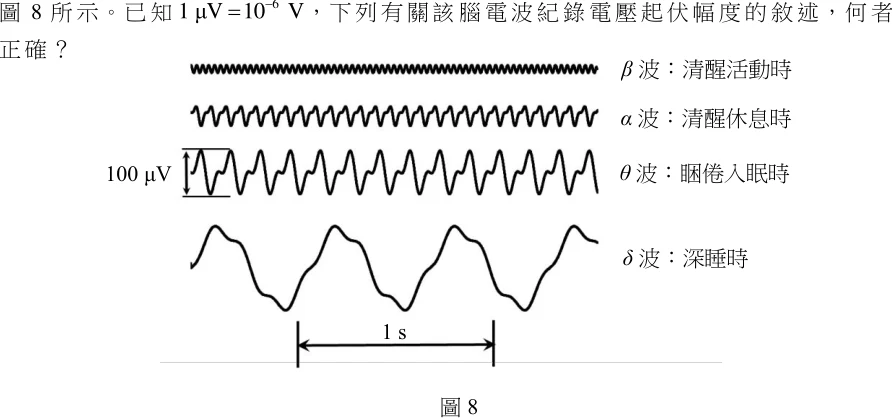 圖 8 所示。已知 1 μV=10⁻⁶ V，下列有關該腦電波紀錄電壓起伏幅度的敘述，何者
正確？
β 波：清醒活動時
α 波：清醒休息時
100 μV
θ 波：睏倦入眠時
δ 波：深睡時
1 s
圖 8